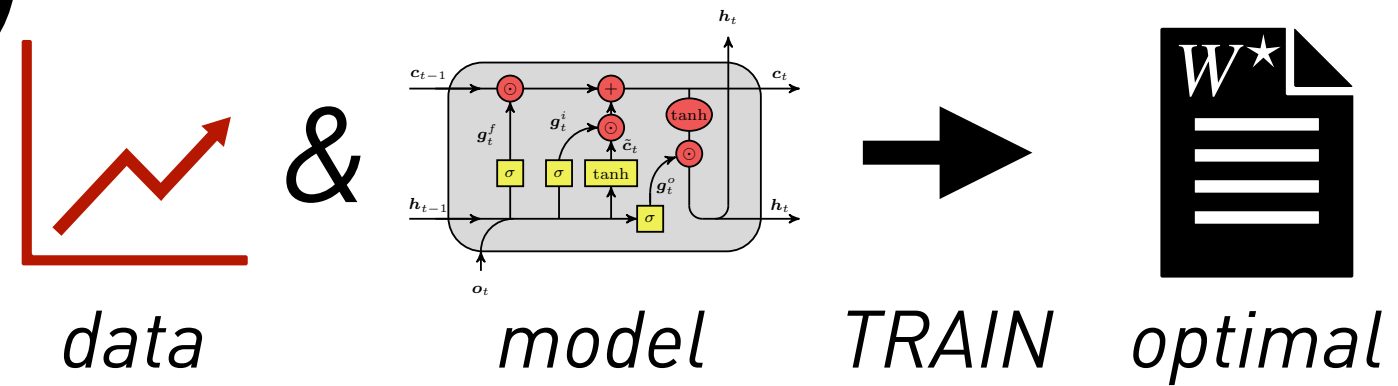 h_t
c_{t-1}
c_t
⊙
+
tanh
g_t^f
g_t^i
⊙
c̃_t
⊙
σ
σ
tanh
g_t^o
h_{t-1}
σ
h_t
o_t
&
W★
data
model
TRAIN
optimal